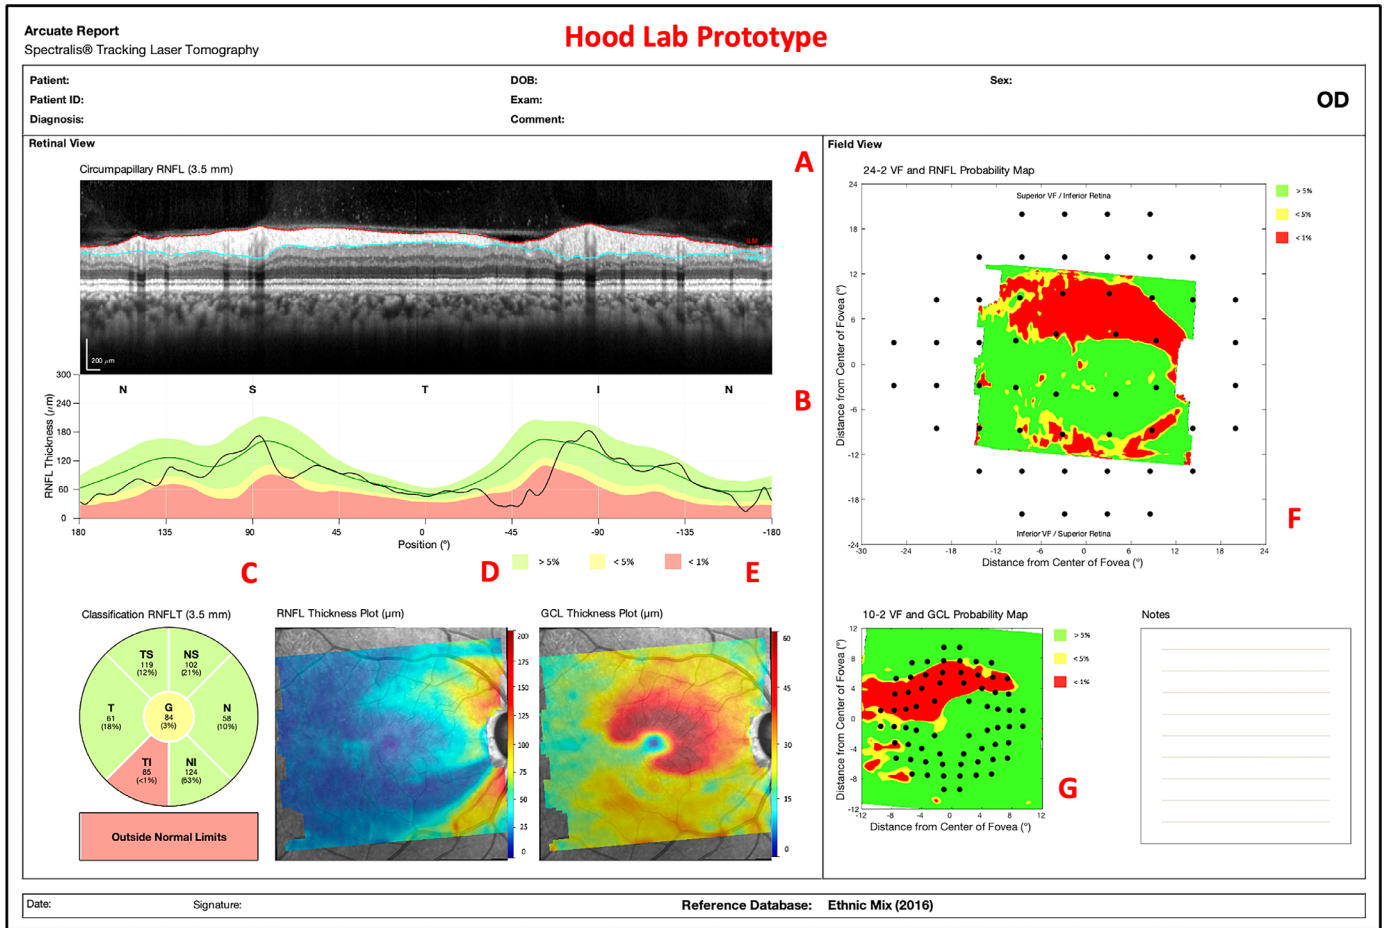 Arcuate Report
Spectralis® Tracking Laser Tomography
Hood Lab Prototype
Patient:
DOB:
Sex:
Patient ID:
Exam:
OD
Diagnosis:
Comment:
Retinal View
Field View
A
Circumpapillary RNFL (3.5 mm)
ILM
200 µm
B
300
240
180
120
60
0
RNFL Thickness (µm)
N S T I N
180 135 90 45 0 -45 -90 -135 -180
Position (°)
> 5% < 5% < 1%
C
D
E
24-2 VF and RNFL Probability Map
Superior VF / Inferior Retina
24
18
12
6
0
-6
-12
-18
-24
Distance from Center of Fovea (°)
Inferior VF / Superior Retina
-30 -24 -18 -12 -6 0 6 12 18 24
Distance from Center of Fovea (°)
> 5%
< 5%
< 1%
F
Classification RNFLT (3.5 mm)
TS
119
(12%)
NS
102
(21%)
T
61
(18%)
G
84
(3%)
N
58
(10%)
TI
85
(<1%)
NI
124
(63%)
Outside Normal Limits
RNFL Thickness Plot (µm)
200
175
150
125
100
75
50
25
0
GCL Thickness Plot (µm)
60
45
30
15
0
10-2 VF and GCL Probability Map
12
8
4
0
-4
-8
-12
Distance from Center of Fovea (°)
-12 -8 -4 0 4 8 12
Distance from Center of Fovea (°)
> 5%
< 5%
< 1%
G
Notes
Date:
Signature:
Reference Database: Ethnic Mix (2016)